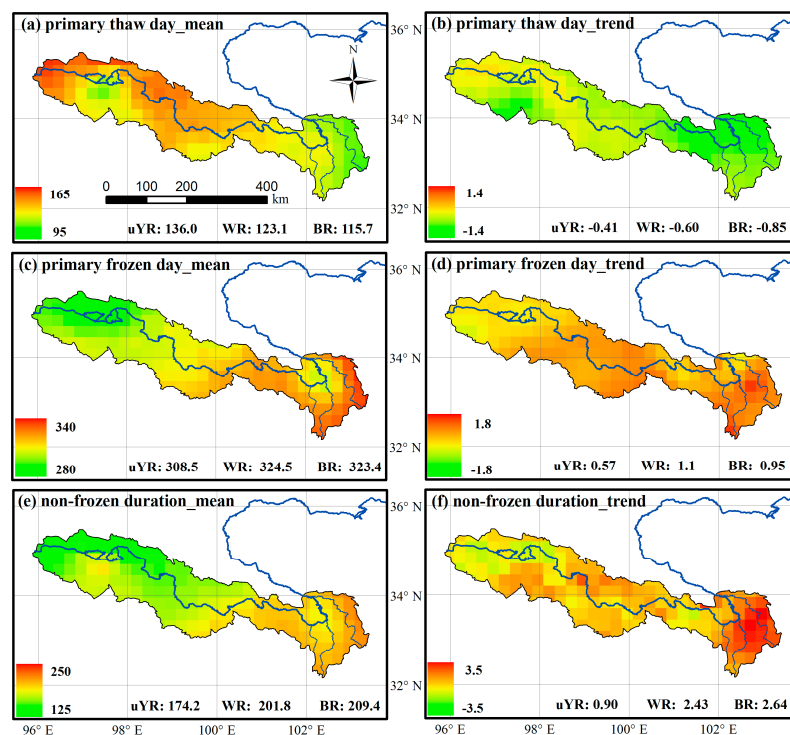 (a) primary thaw day_mean
N
165
95
0 100 200 400
km
uYR: 136.0 WR: 123.1 BR: 115.7
(b) primary thaw day_trend
36° N
34° N
32° N
1.4
-1.4
uYR: -0.41 WR: -0.60 BR: -0.85
(c) primary frozen day_mean
340
280
uYR: 308.5 WR: 324.5 BR: 323.4
(d) primary frozen day_trend
36° N
34° N
32° N
1.8
-1.8
uYR: 0.57 WR: 1.1 BR: 0.95
(e) non-frozen duration_mean
250
125
uYR: 174.2 WR: 201.8 BR: 209.4
(f) non-frozen duration_trend
36° N
34° N
32° N
3.5
-3.5
uYR: 0.90 WR: 2.43 BR: 2.64
96° E 98° E 100° E 102° E
96° E 98° E 100° E 102° E